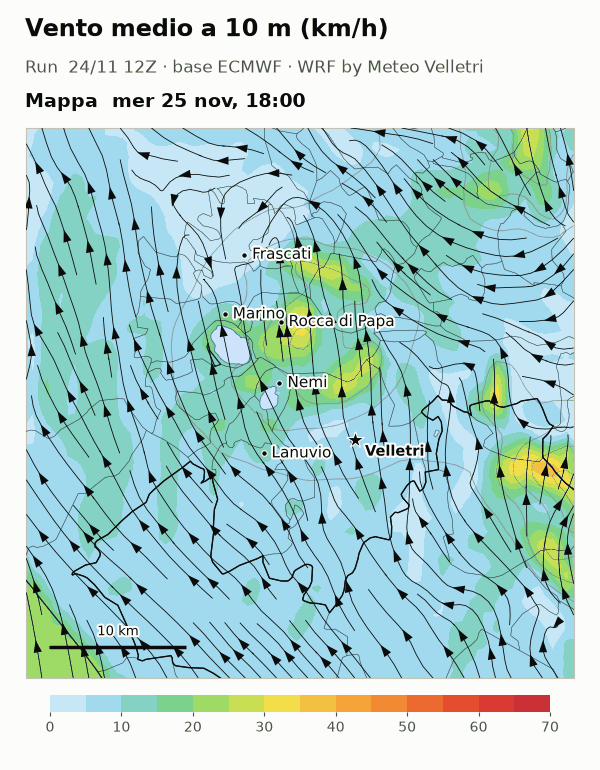 Vento medio a 10 m (km/h)
Run  24/11 12Z · base ECMWF · WRF by Meteo Velletri
Mappa  mer 25 nov, 18:00
Frascati
Marino
Rocca di Papa
Nemi
Velletri
Lanuvio
10 km
0 10 20 30 40 50 60 70